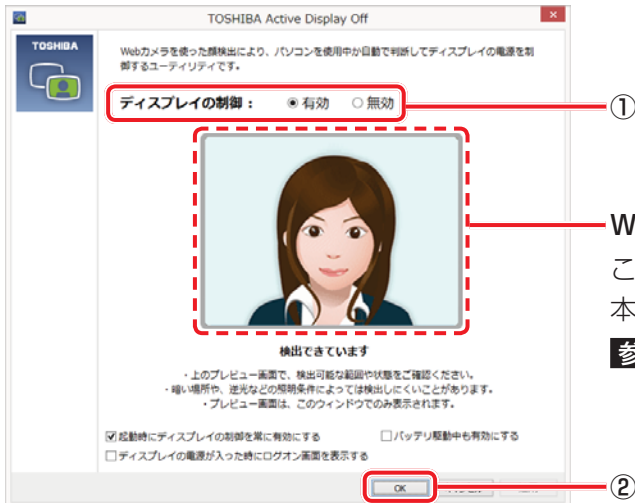 TOSHIBA Active Display Off
TOSHIBA
Webカメラを使った顔検出により、パソコンを使用中か自動で判断してディスプレイの電源を制
御するユーティリティです。
ディスプレイの制御： 有効 無効
①
W
こ
本
参
検出できています
・上のプレビュー画面で、検出可能な範囲や状態をご確認ください。
・暗い場所や、逆光などの照明条件によっては検出しにくいことがあります。
・プレビュー画面は、このウィンドウでのみ表示されます。
起動時にディスプレイの制御を常に有効にする バッテリ駆動中も有効にする
ディスプレイの電源が入った時にログオン画面を表示する
OK
②